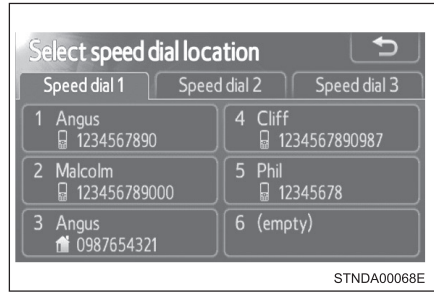 Select speed dial location
Speed dial 1 Speed dial 2 Speed dial 3
1 Angus
1234567890
2 Malcolm
123456789000
3 Angus
0987654321
4 Cliff
1234567890987
5 Phil
12345678
6 (empty)
STNDA00068E